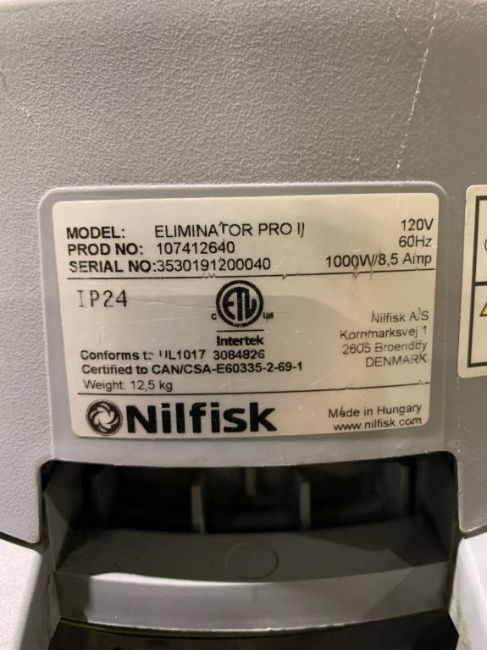 MODEL: ELIMINATOR PRO II
PROD NO: 107412640
SERIAL NO:3530191200040
120V
60Hz
1000W/8,5 Amp
IP24
C ETL US
Intertek
Conforms to UL1017 3084826
Certified to CAN/CSA-E60335-2-69-1
Weight: 12,5 kg
Nilfisk A/S
Kornmarksvej 1
2605 Broendby
DENMARK
Nilfisk
Made in Hungary
www.nilfisk.com